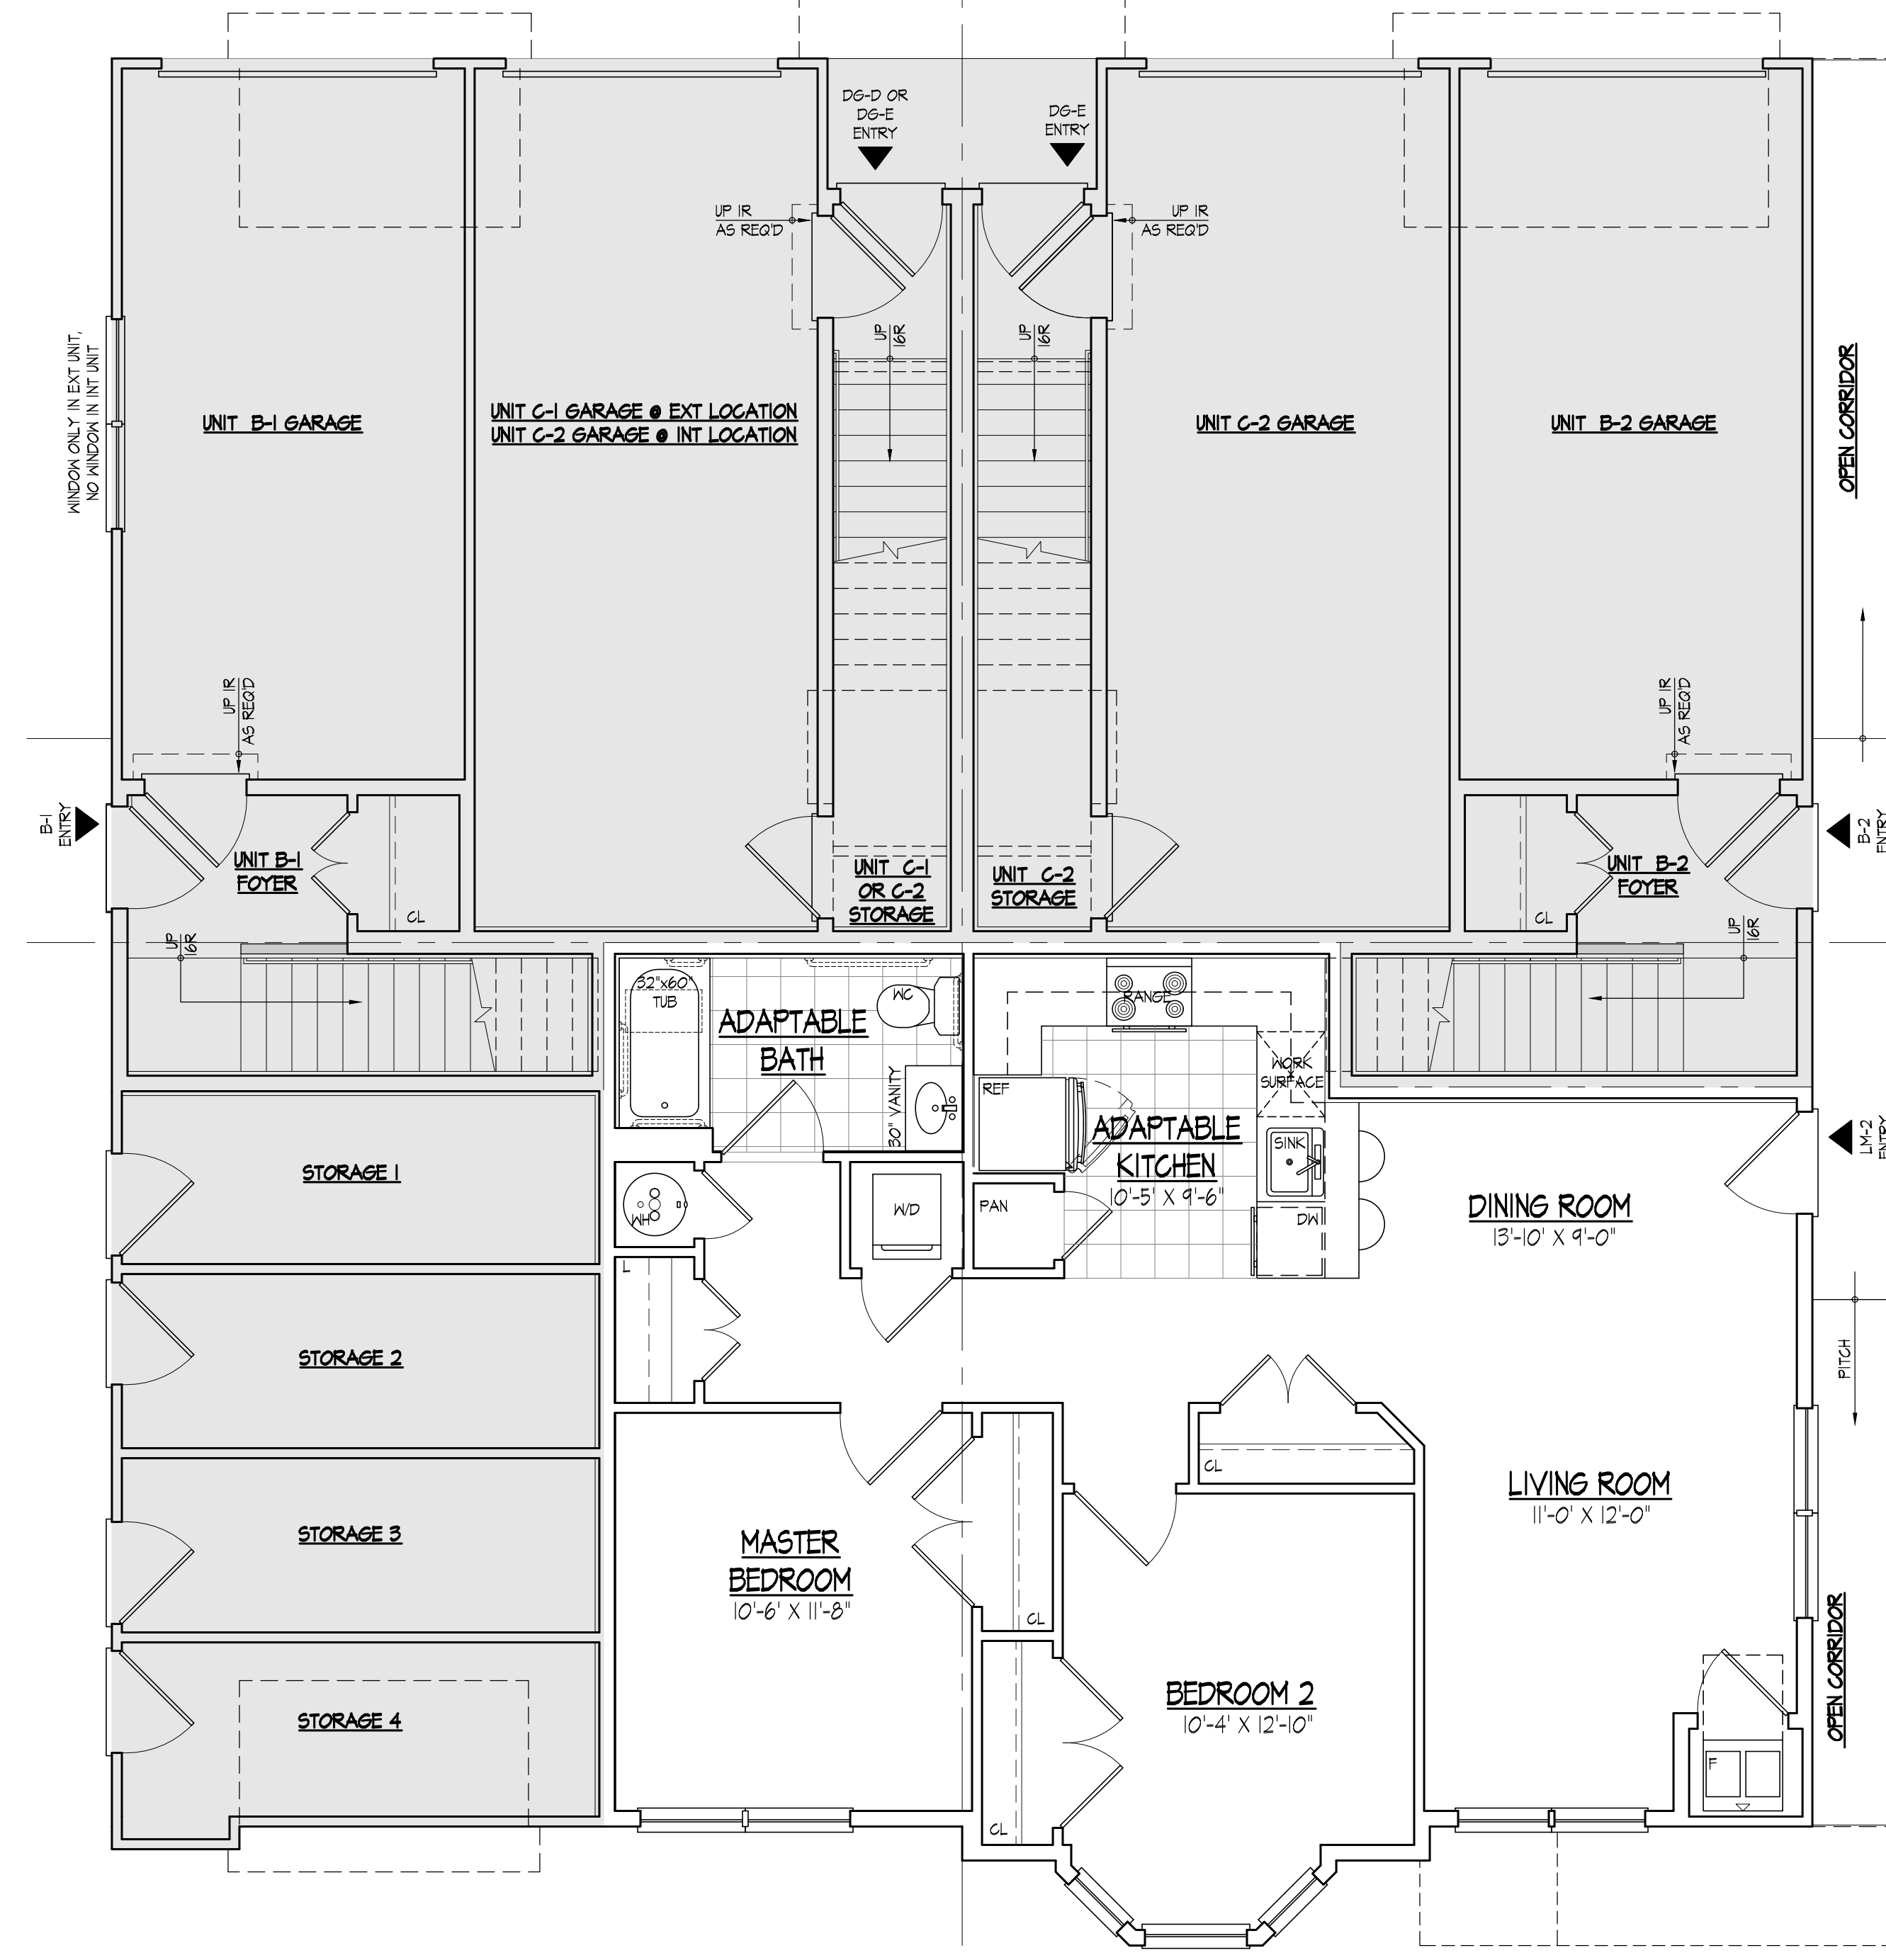 DG-D OR
DG-E
ENTRY
DG-E
ENTRY
UP 1R
AS REQ'D
UP 1R
AS REQ'D
UP
16R
UP
16R
WINDOW ONLY IN EXT UNIT,
NO WINDOW IN INT UNIT
UNIT B-1 GARAGE
UNIT C-1 GARAGE @ EXT LOCATION
UNIT C-2 GARAGE @ INT LOCATION
UNIT C-2 GARAGE
UNIT B-2 GARAGE
OPEN CORRIDOR
UP 1R
AS REQ'D
UP 1R
AS REQ'D
B-1
ENTRY
UNIT B-1
FOYER
CL
UNIT C-1
OR C-2
STORAGE
UNIT C-2
STORAGE
CL
UNIT B-2
FOYER
B-2
ENTRY
UP
16R
UP
16R
32"x60"
TUB
WC
ADAPTABLE
BATH
30" VANITY
RANGE
WORK
SURFACE
REF
ADAPTABLE
KITCHEN
10'-5' X 9'-6"
SINK
DW
PAN
W/D
WH
L
LM-2
ENTRY
DINING ROOM
13'-10' X 9'-0"
STORAGE 1
STORAGE 2
STORAGE 3
STORAGE 4
PITCH
CL
LIVING ROOM
11'-0' X 12'-0"
MASTER
BEDROOM
10'-6' X 11'-8"
CL
BEDROOM 2
10'-4' X 12'-10"
CL
F
OPEN CORRIDOR